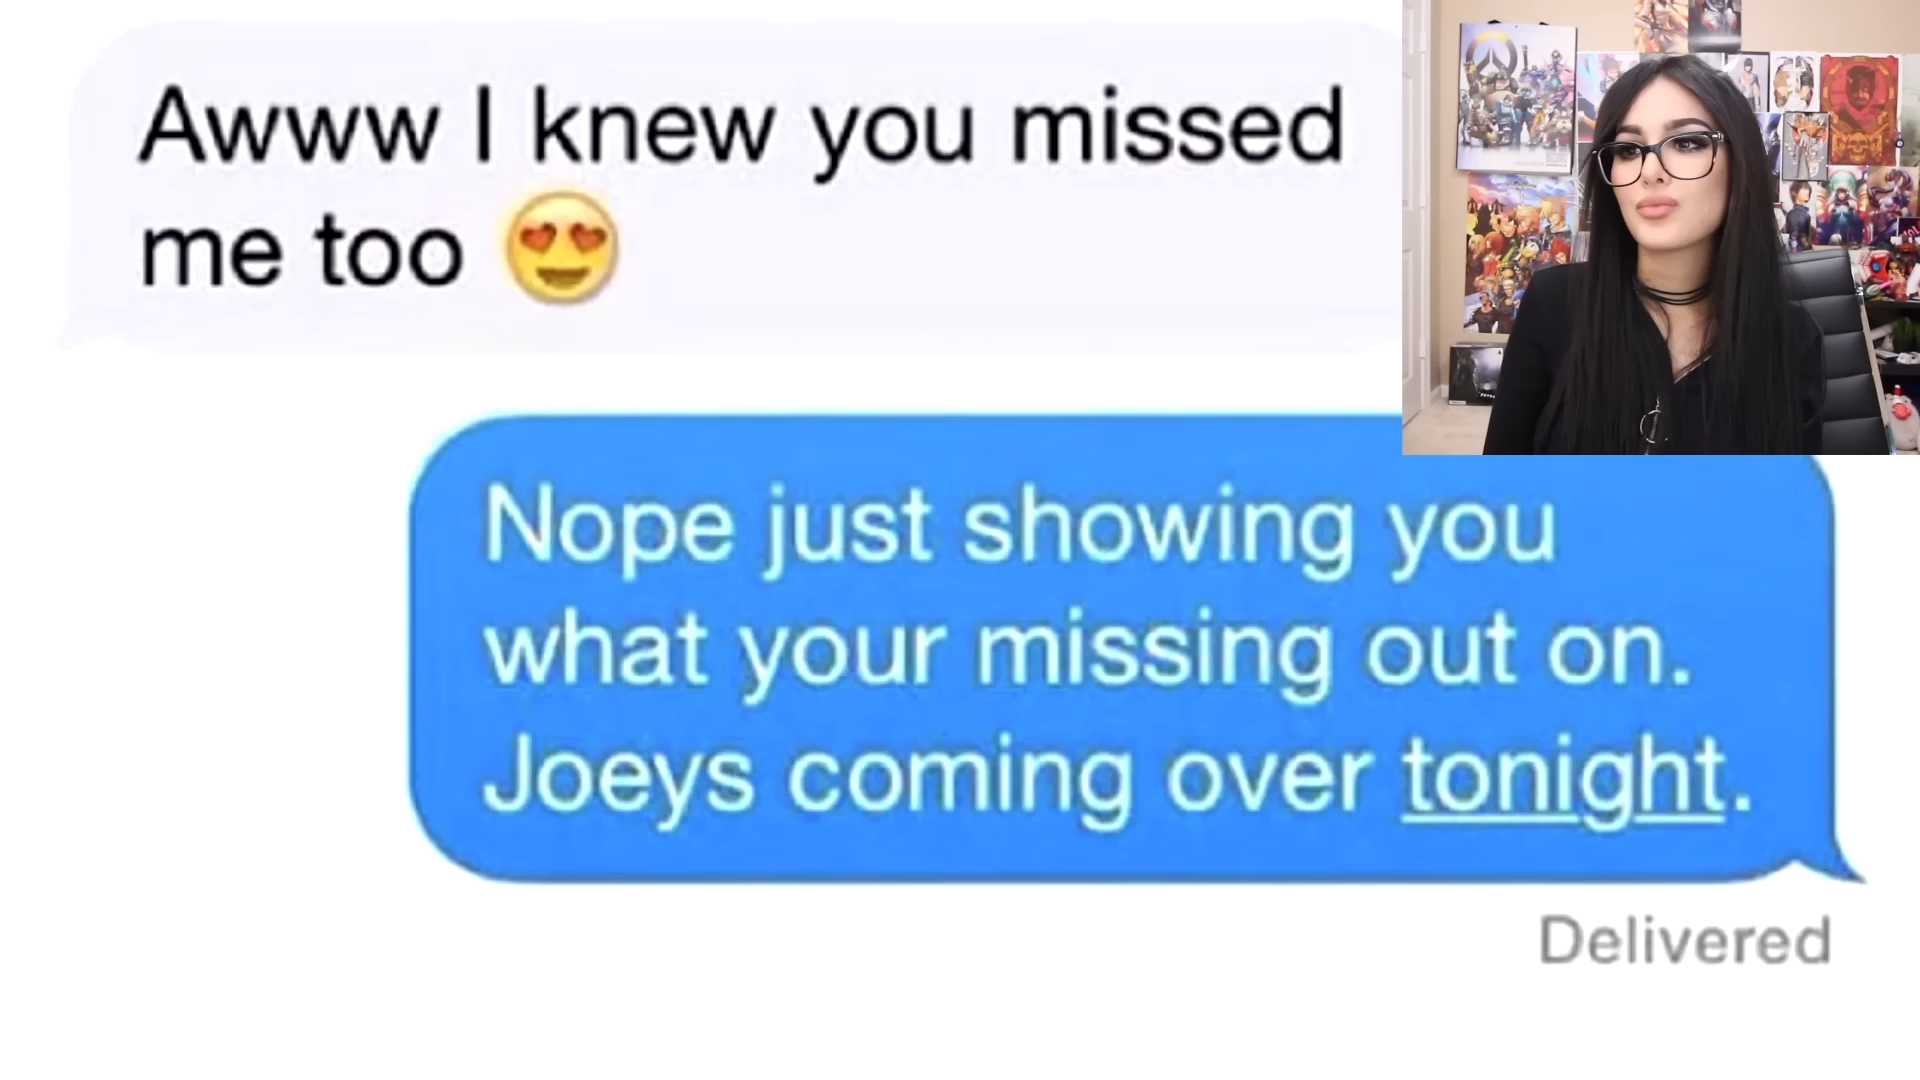 Awww I knew you missed
me too 😍
Nope just showing you
what your missing out on.
Joeys coming over tonight.
Delivered